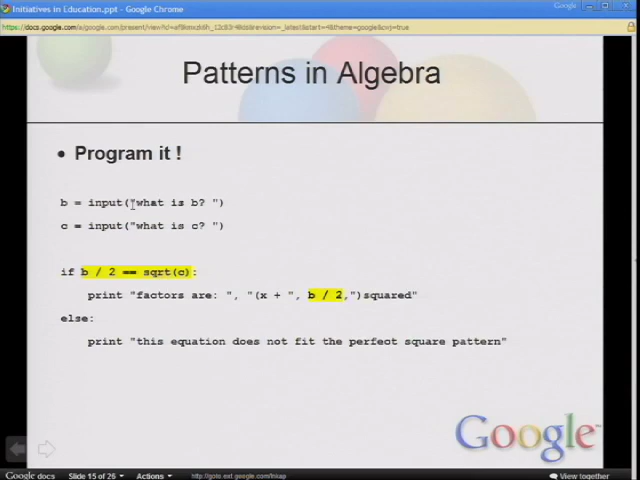 Initiatives in Education.ppt - Google Chrome
Google
Patterns in Algebra
• Program it !
b = input("what is b? ")
c = input("what is c? ")
if b / 2 == sqrt(c):
print "factors are: ", "(x + ", b / 2,")squared"
else:
print "this equation does not fit the perfect square pattern"
Google
Google docs Slide 15 of 26 Actions View together